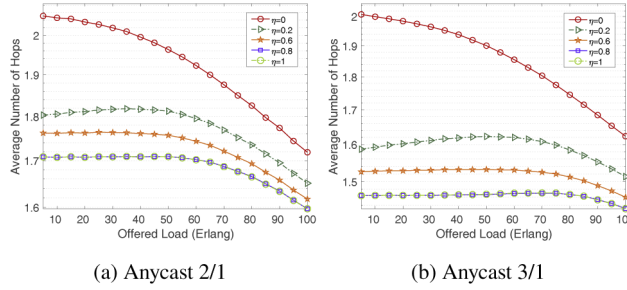 2
1.9
1.8
1.7
1.6
Average Number of Hops
10 20 30 40 50 60 70 80 90 100
Offered Load (Erlang)
η=0
η=0.2
η=0.6
η=0.8
η=1
(a) Anycast 2/1
2
1.9
1.8
1.7
1.6
1.5
Average Number of Hops
10 20 30 40 50 60 70 80 90 100
Offered Load (Erlang)
η=0
η=0.2
η=0.6
η=0.8
η=1
(b) Anycast 3/1